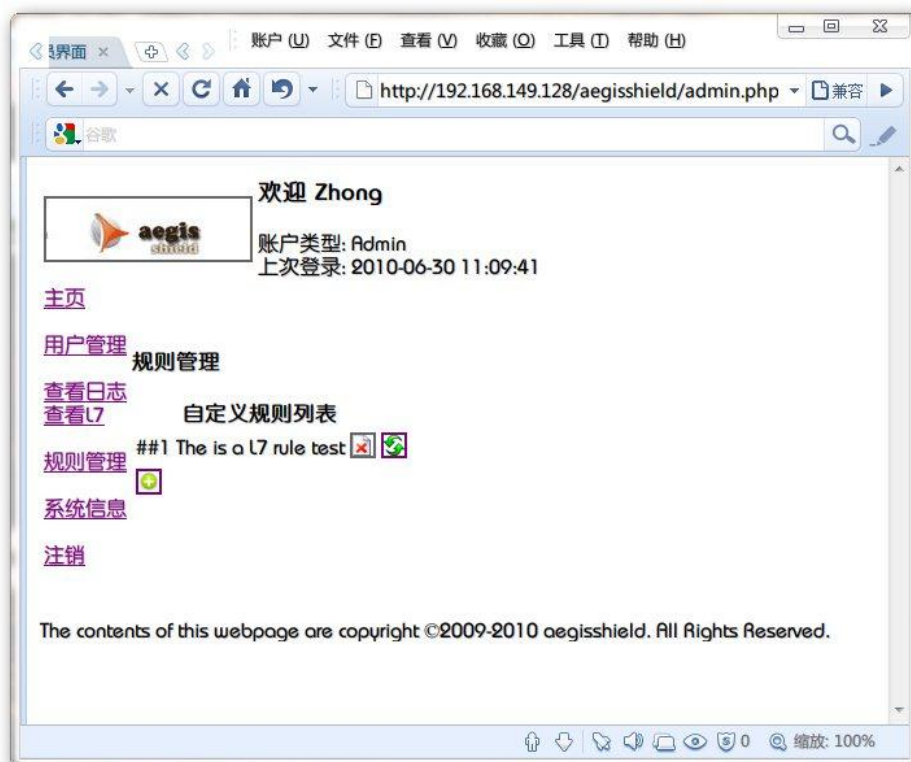 账户 (U) 文件 (F) 查看 (V) 收藏 (O) 工具 (T) 帮助 (H)
界面
http://192.168.149.128/aegisshield/admin.php 兼容
谷歌
aegis
shield
欢迎 Zhong
账户类型: Admin
上次登录: 2010-06-30 11:09:41
主页
用户管理
查看日志
查看L7
规则管理
系统信息
注销
规则管理
自定义规则列表
##1 The is a L7 rule test
The contents of this webpage are copyright ©2009-2010 aegisshield. All Rights Reserved.
0 缩放: 100%